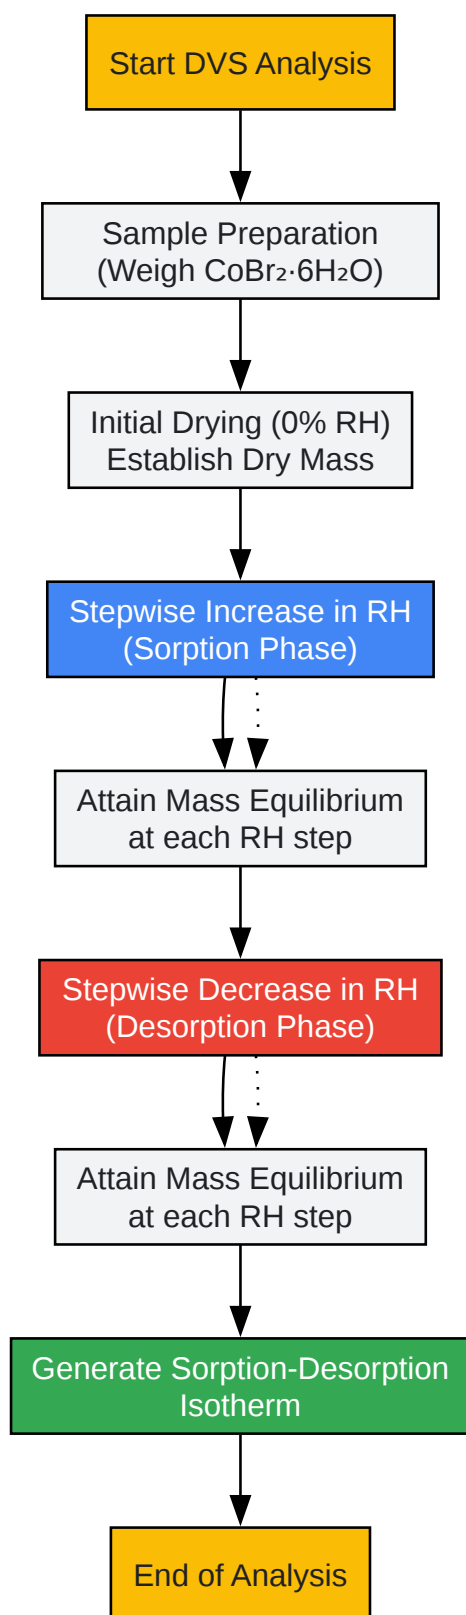 Start DVS Analysis
Sample Preparation
(Weigh CoBr₂·6H₂O)
Initial Drying (0% RH)
Establish Dry Mass
Stepwise Increase in RH
(Sorption Phase)
Attain Mass Equilibrium
at each RH step
Stepwise Decrease in RH
(Desorption Phase)
Attain Mass Equilibrium
at each RH step
Generate Sorption-Desorption
Isotherm
End of Analysis